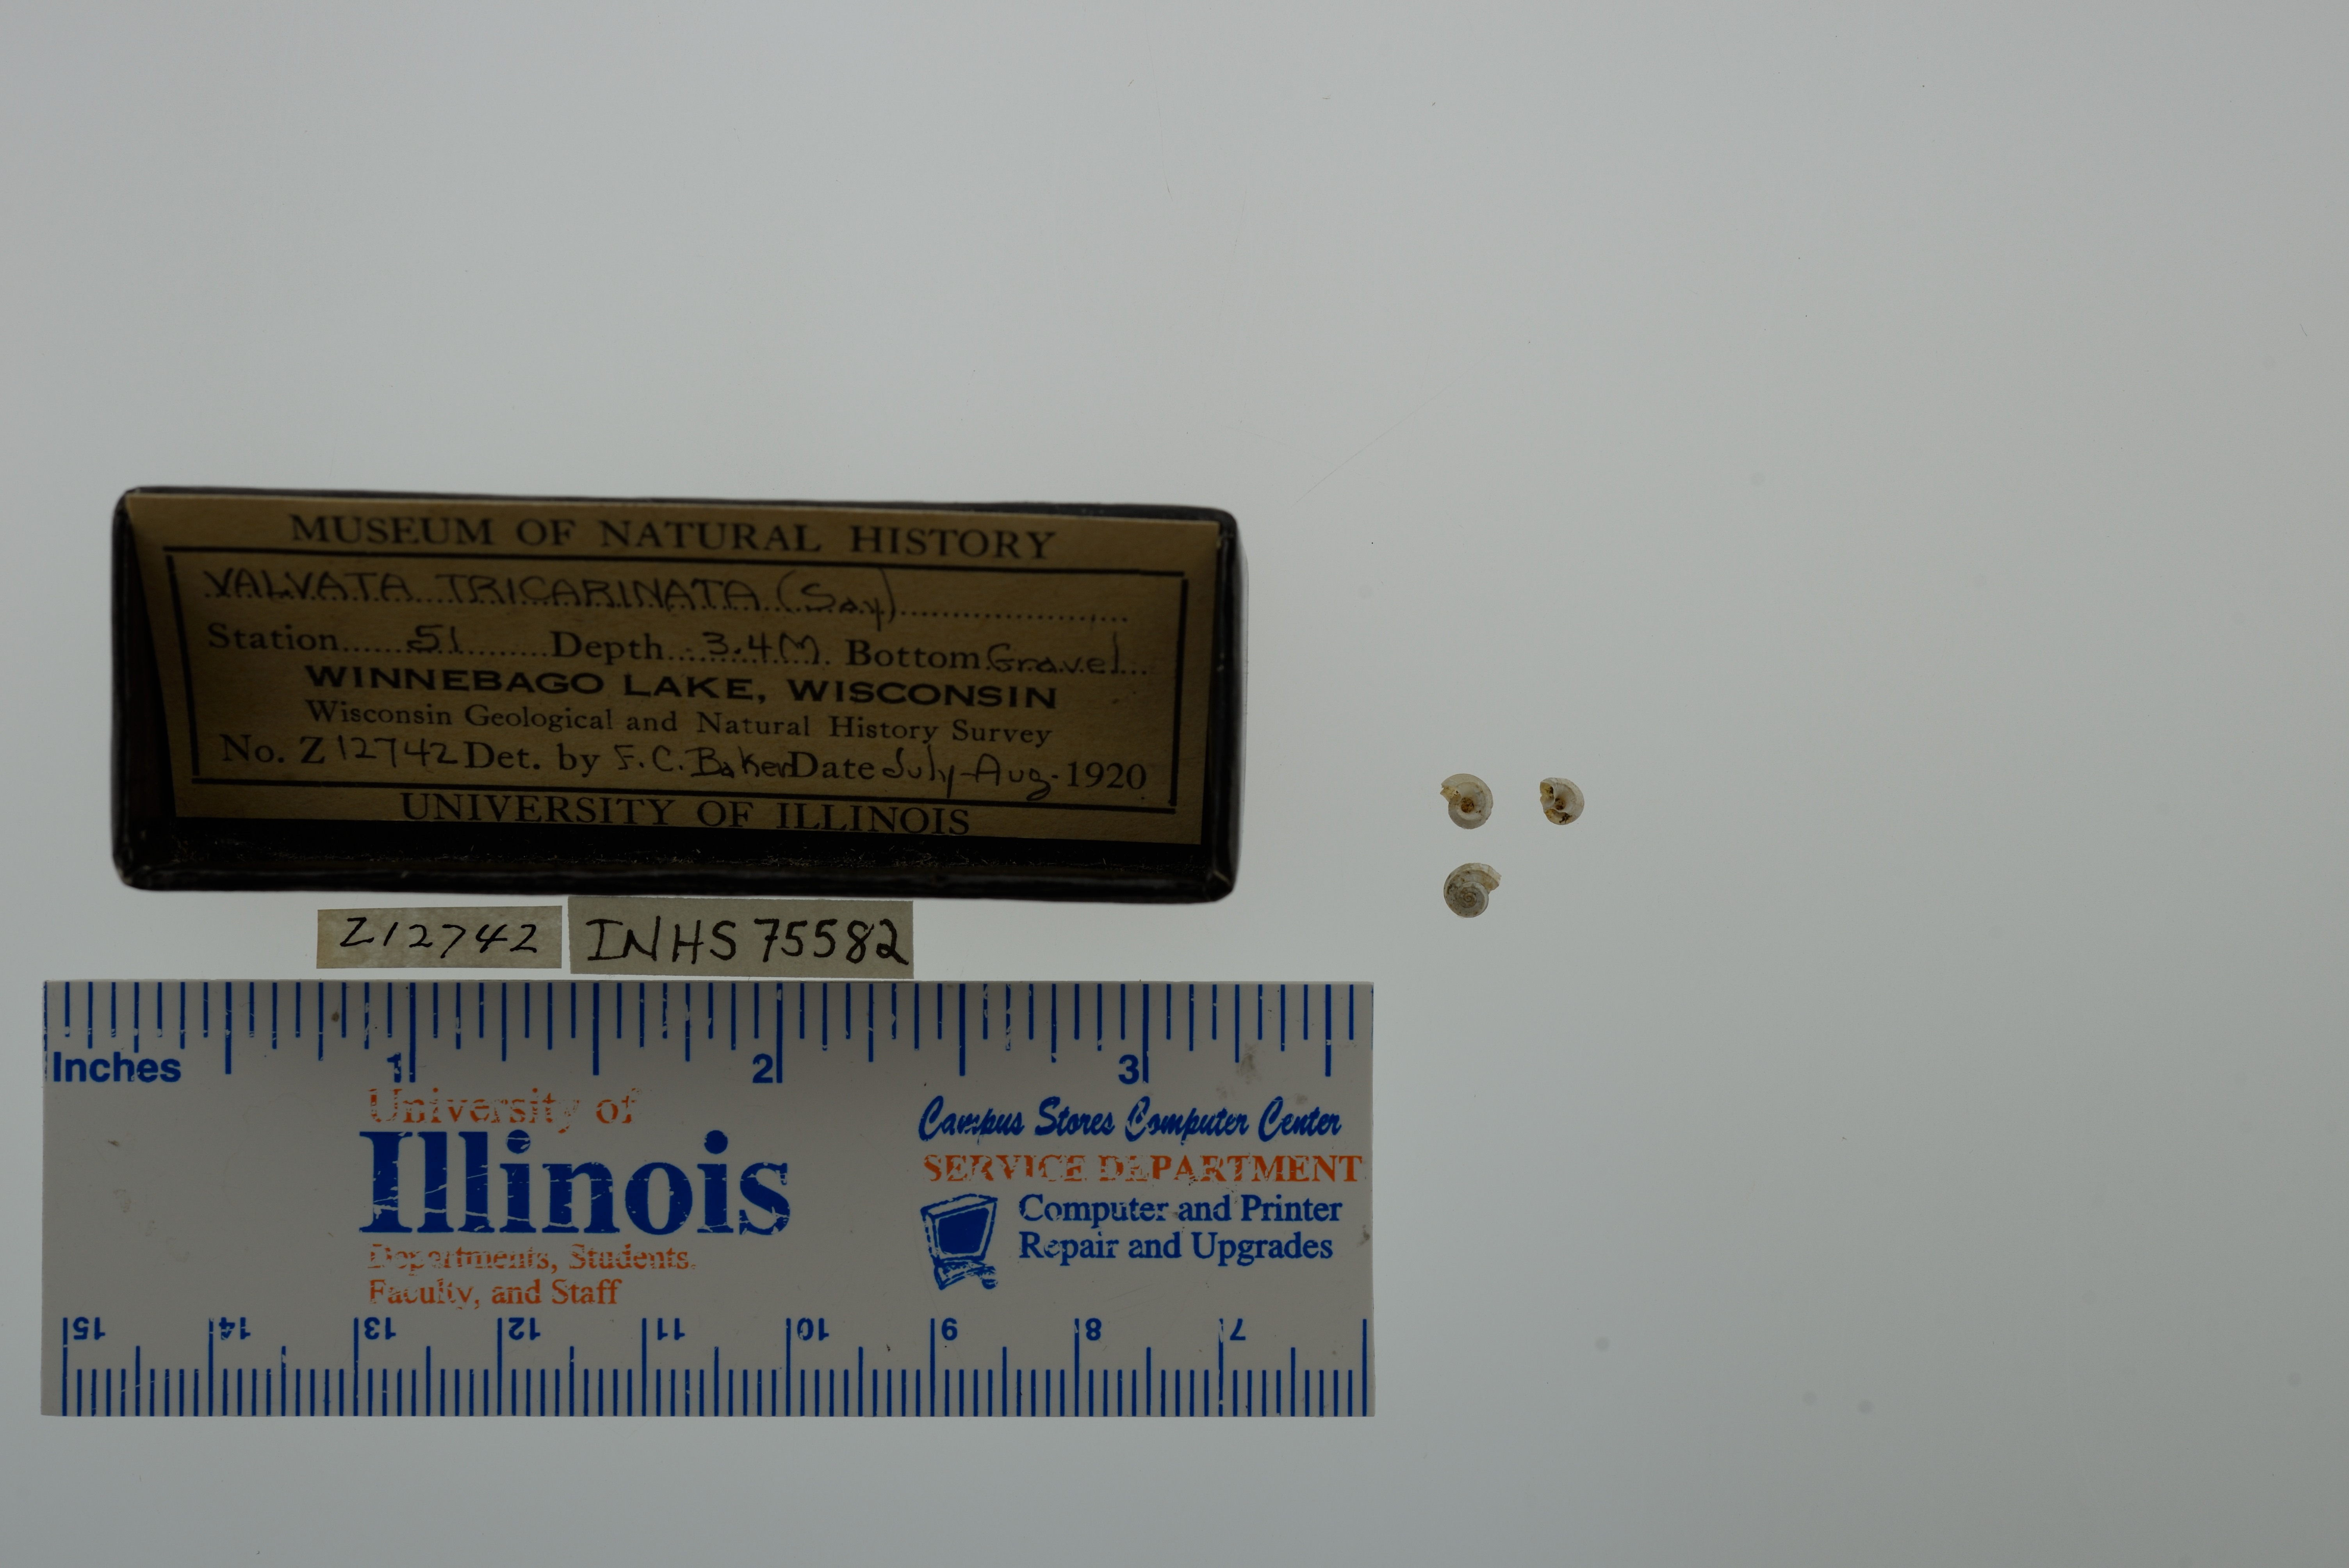 MUSEUM OF NATURAL HISTORY
VALVATA TRICARINATA (Say)
Station 51 Depth 3.4 M. Bottom Gravel
WINNEBAGO LAKE, WISCONSIN
Wisconsin Geological and Natural History Survey
No. Z 12742 Det. by F. C. Baker Date July-Aug. 1920
UNIVERSITY OF ILLINOIS
Z12742 INHS 75582
Inches 1 2 3
University of
Illinois
Departments, Students,
Faculty, and Staff
Campus Stores Computer Center
SERVICE DEPARTMENT
Computer and Printer
Repair and Upgrades
15 14 13 12 11 10 9 8 7